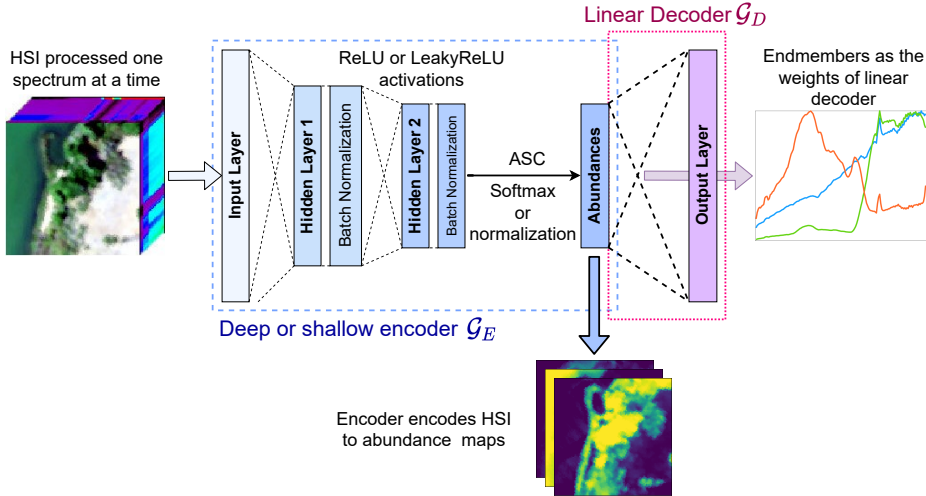 Linear Decoder 𝒢_D
HSI processed one
spectrum at a time
ReLU or LeakyReLU
activations
Endmembers as the
weights of linear
decoder
Input Layer
Hidden Layer 1
Batch Normalization
Hidden Layer 2
Batch Normalization
ASC
Softmax
or
normalization
Abundances
Output Layer
Deep or shallow encoder 𝒢_E
Encoder encodes HSI
to abundance maps